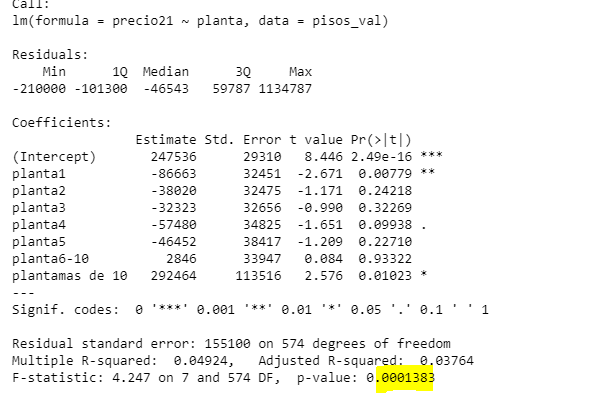 Call:
lm(formula = precio21 ~ planta, data = pisos_val)
Residuals:
Min 1Q Median 3Q Max
-210000 -101300 -46543 59787 1134787
Coefficients:
Estimate Std. Error t value Pr(>|t|)
(Intercept) 247536 29310 8.446 2.49e-16 ***
planta1 -86663 32451 -2.671 0.00779 **
planta2 -38020 32475 -1.171 0.24218
planta3 -32323 32656 -0.990 0.32269
planta4 -57480 34825 -1.651 0.09938 .
planta5 -46452 38417 -1.209 0.22710
planta6-10 2846 33947 0.084 0.93322
plantamas de 10 292464 113516 2.576 0.01023 *
---
Signif. codes: 0 '***' 0.001 '**' 0.01 '*' 0.05 '.' 0.1 ' ' 1
Residual standard error: 155100 on 574 degrees of freedom
Multiple R-squared: 0.04924, Adjusted R-squared: 0.03764
F-statistic: 4.247 on 7 and 574 DF, p-value: 0.0001383